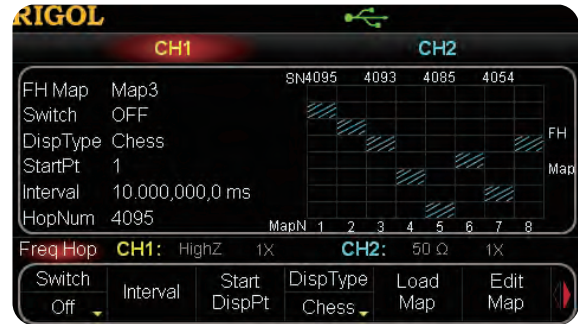 RIGOL
CH1 CH2
SN4095 4093 4085 4054
FH Map Map3
Switch OFF
DispType Chess
StartPt 1
Interval 10.000,000,0 ms
HopNum 4095
FH
Map
MapN 1 2 3 4 5 6 7 8
Freq Hop CH1: HighZ 1X CH2: 50 Ω 1X
Switch Interval Start DispType Load Edit
Off DispPt Chess Map Map